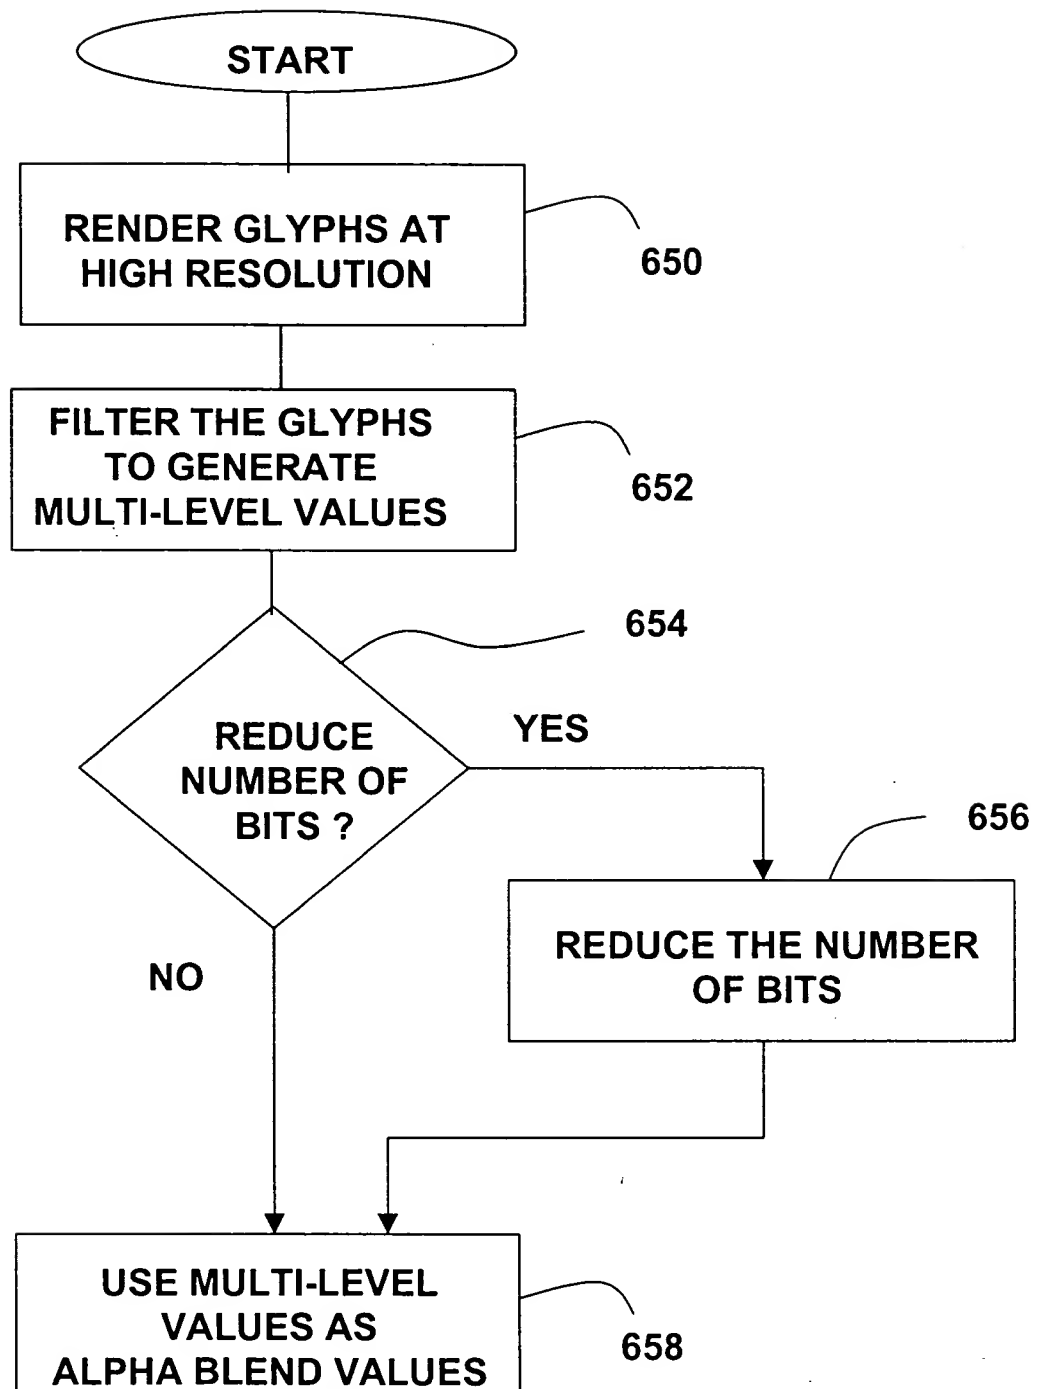 START
RENDER GLYPHS AT
HIGH RESOLUTION
650
FILTER THE GLYPHS
TO GENERATE
MULTI-LEVEL VALUES
652
654
REDUCE
NUMBER OF
BITS ?
YES
656
REDUCE THE NUMBER
OF BITS
NO
USE MULTI-LEVEL
VALUES AS
ALPHA BLEND VALUES
658